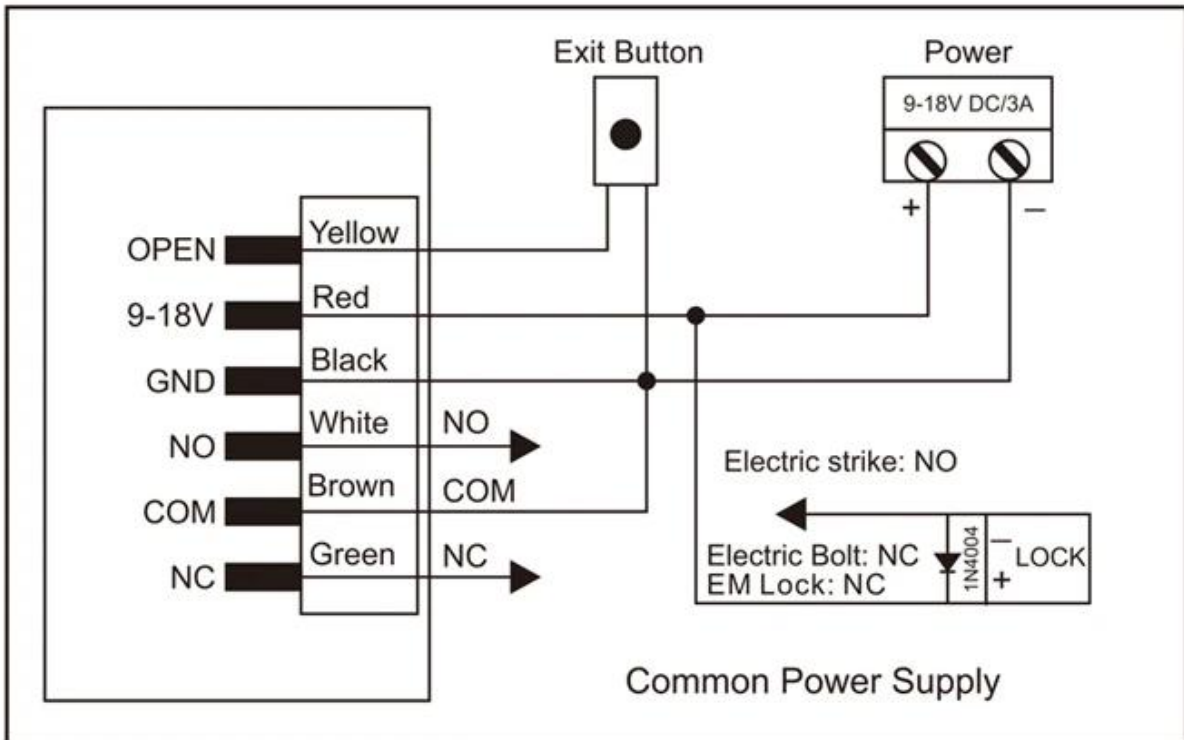 Exit Button
Power
9-18V DC/3A
+
–
OPEN
Yellow
9-18V
Red
GND
Black
NO
White
NO
COM
Brown
COM
NC
Green
NC
Electric strike: NO
Electric Bolt: NC
EM Lock: NC
1N4004
–
+
LOCK
Common Power Supply